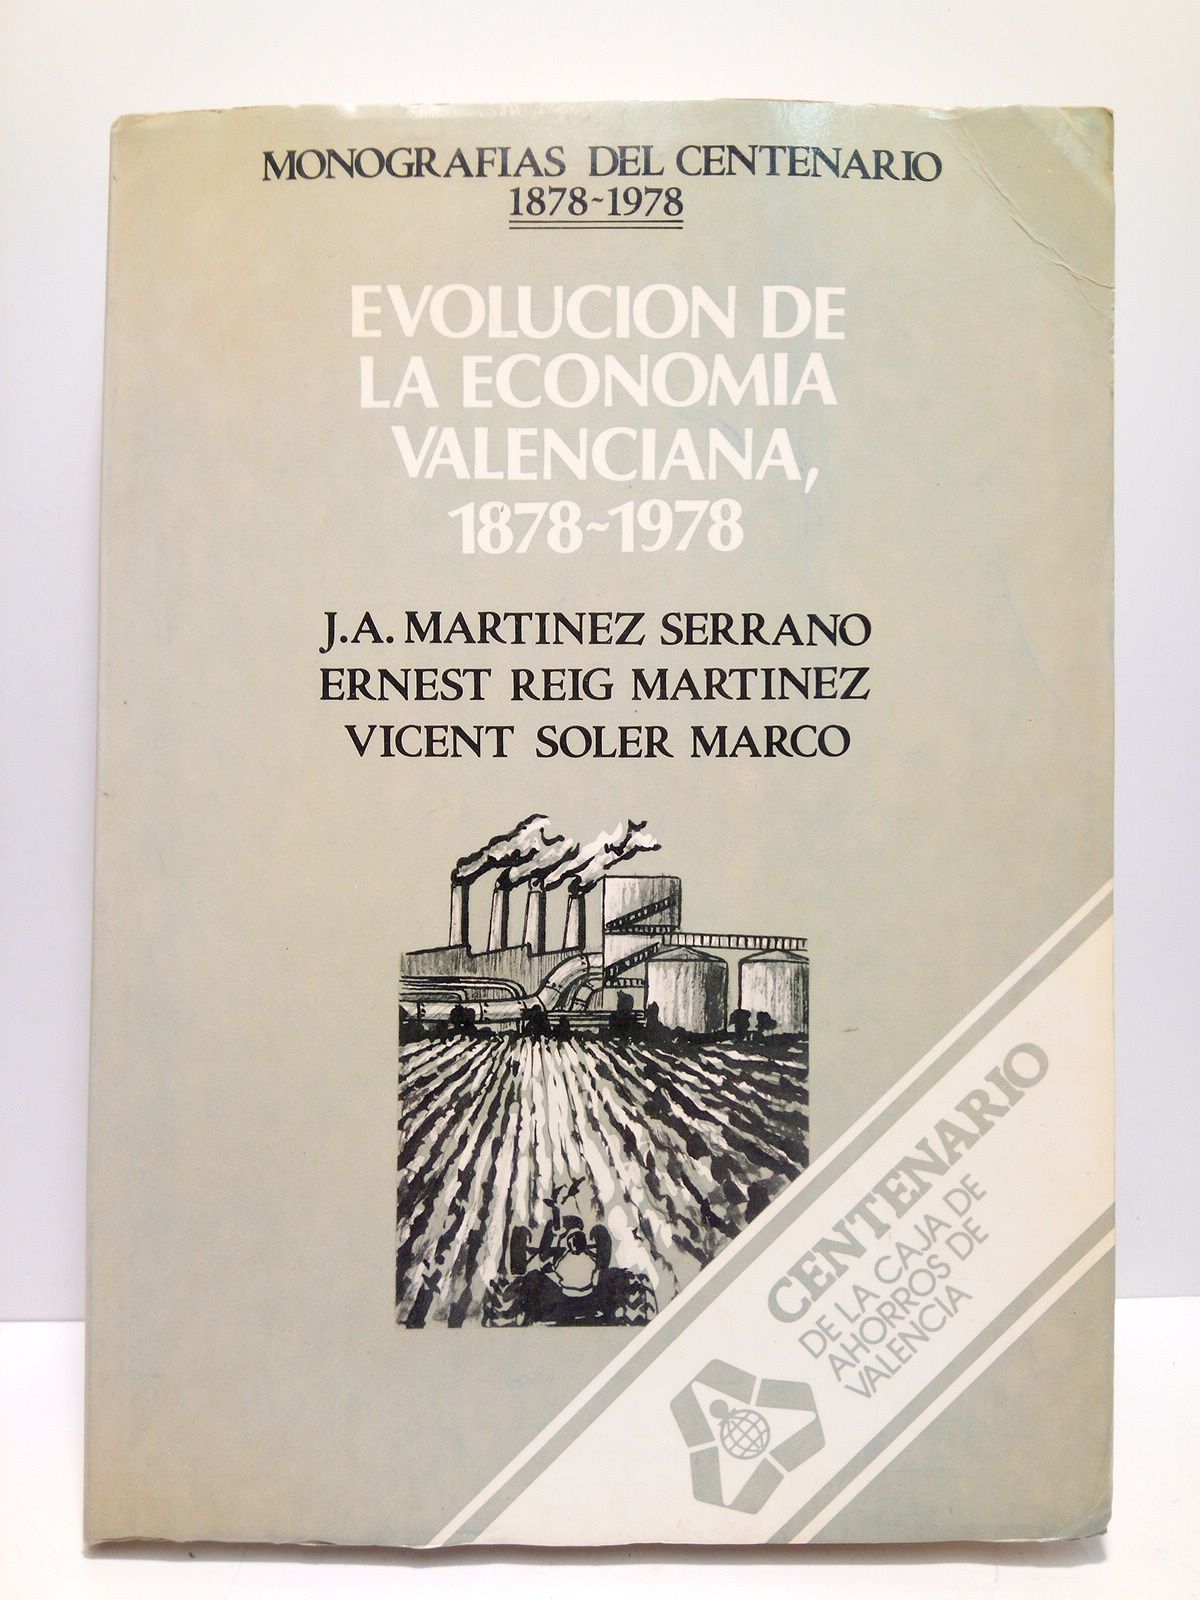 MONOGRAFIAS DEL CENTENARIO
1878~1978
EVOLUCION DE
LA ECONOMIA
VALENCIANA,
1878~1978
J.A. MARTINEZ SERRANO
ERNEST REIG MARTINEZ
VICENT SOLER MARCO
CENTENARIO
DE LA CAJA DE
AHORROS DE
VALENCIA